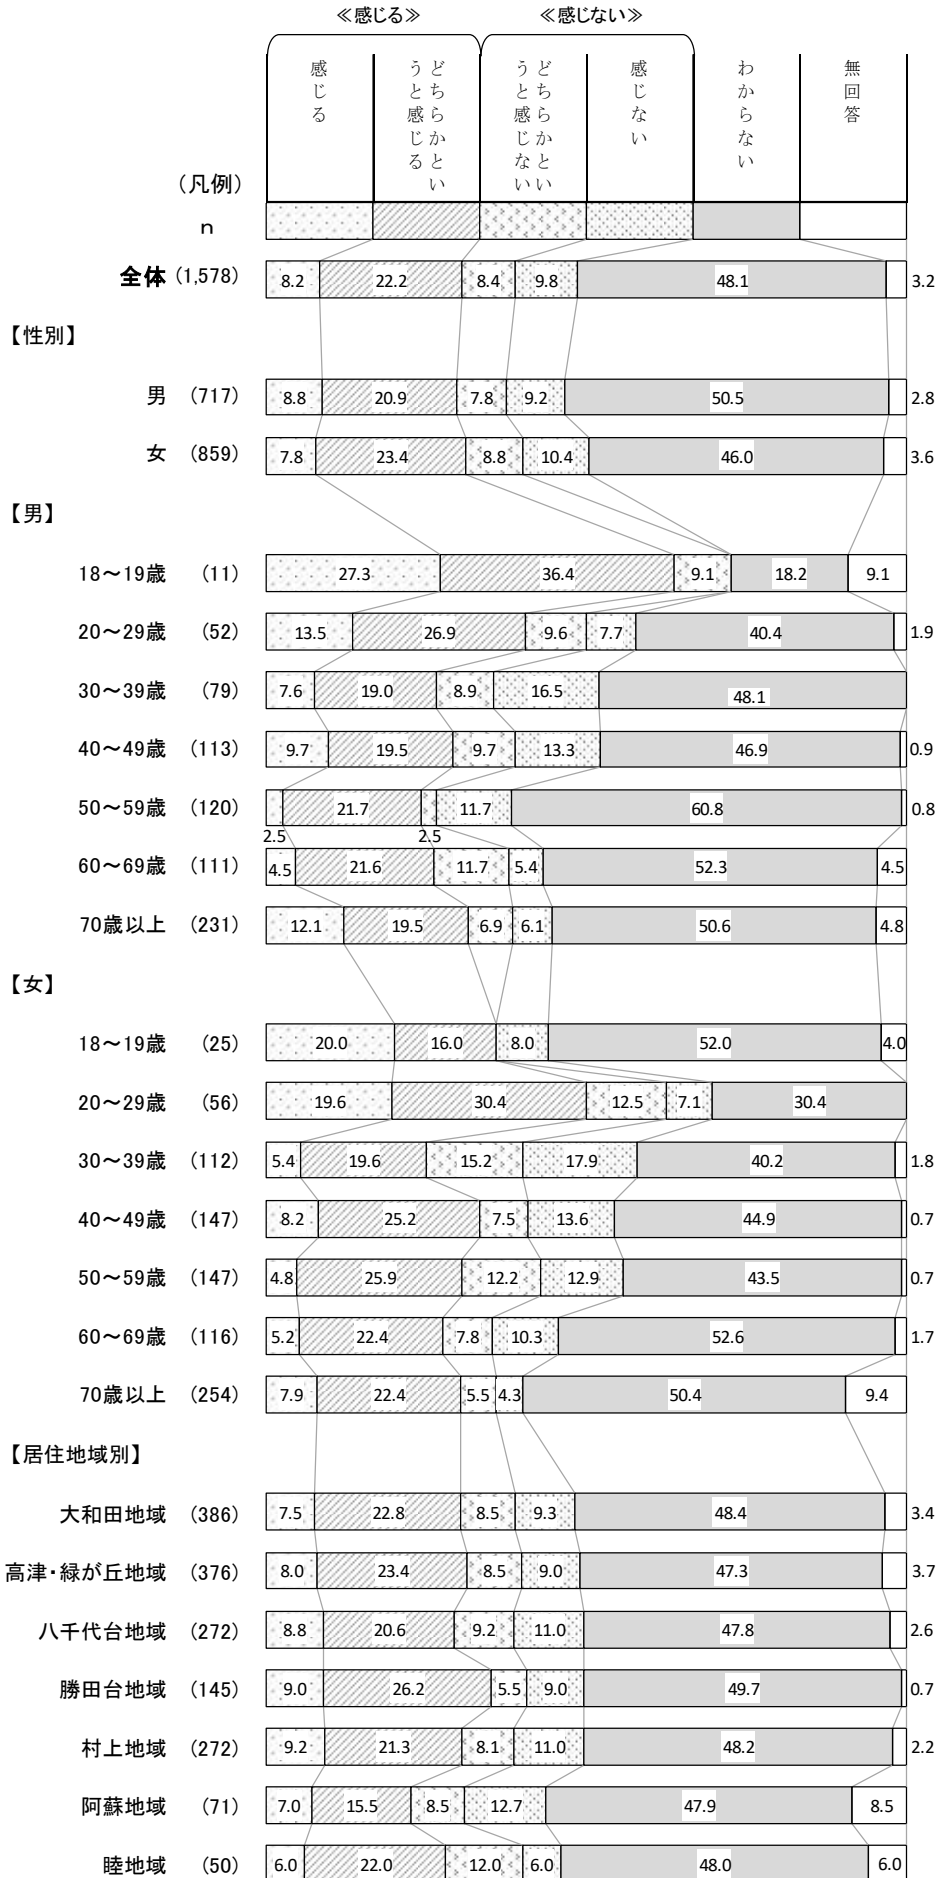 ≪感じる≫ ≪感じない≫
感じる
どちらかというと感じる
どちらかというと感じない
感じない
わからない
無回答
(凡例)
n
全体 (1,578) 8.2 22.2 8.4 9.8 48.1 3.2
【性別】
男 (717) 8.8 20.9 7.8 9.2 50.5 2.8
女 (859) 7.8 23.4 8.8 10.4 46.0 3.6
【男】
18～19歳 (11) 27.3 36.4 9.1 18.2 9.1
20～29歳 (52) 13.5 26.9 9.6 7.7 40.4 1.9
30～39歳 (79) 7.6 19.0 8.9 16.5 48.1
40～49歳 (113) 9.7 19.5 9.7 13.3 46.9 0.9
50～59歳 (120) 21.7 11.7 60.8 0.8
2.5 2.5
60～69歳 (111) 4.5 21.6 11.7 5.4 52.3 4.5
70歳以上 (231) 12.1 19.5 6.9 6.1 50.6 4.8
【女】
18～19歳 (25) 20.0 16.0 8.0 52.0 4.0
20～29歳 (56) 19.6 30.4 12.5 7.1 30.4
30～39歳 (112) 5.4 19.6 15.2 17.9 40.2 1.8
40～49歳 (147) 8.2 25.2 7.5 13.6 44.9 0.7
50～59歳 (147) 4.8 25.9 12.2 12.9 43.5 0.7
60～69歳 (116) 5.2 22.4 7.8 10.3 52.6 1.7
70歳以上 (254) 7.9 22.4 5.5 4.3 50.4 9.4
【居住地域別】
大和田地域 (386) 7.5 22.8 8.5 9.3 48.4 3.4
高津・緑が丘地域 (376) 8.0 23.4 8.5 9.0 47.3 3.7
八千代台地域 (272) 8.8 20.6 9.2 11.0 47.8 2.6
勝田台地域 (145) 9.0 26.2 5.5 9.0 49.7 0.7
村上地域 (272) 9.2 21.3 8.1 11.0 48.2 2.2
阿蘇地域 (71) 7.0 15.5 8.5 12.7 47.9 8.5
睦地域 (50) 6.0 22.0 12.0 6.0 48.0 6.0